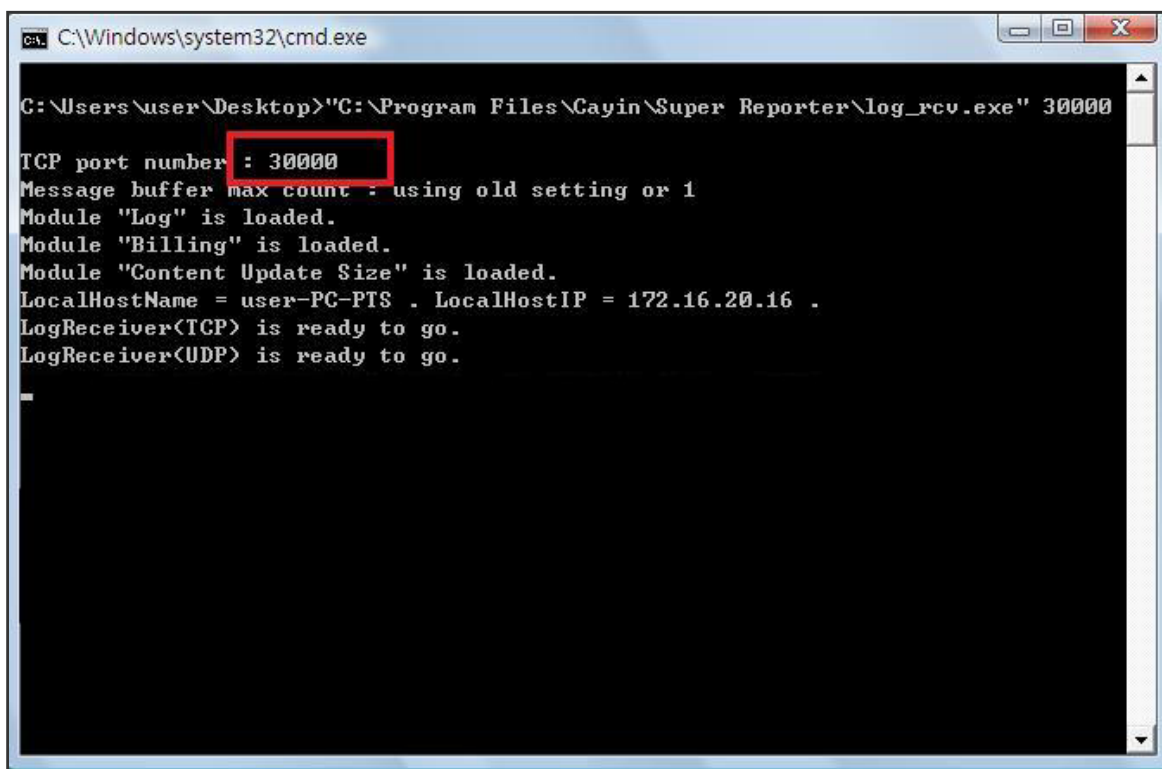 C:\Windows\system32\cmd.exe
C:\Users\user\Desktop>"C:\Program Files\Cayin\Super Reporter\log_rcv.exe" 30000
TCP port number : 30000
Message buffer max count : using old setting or 1
Module "Log" is loaded.
Module "Billing" is loaded.
Module "Content Update Size" is loaded.
LocalHostName = user-PC-PTS . LocalHostIP = 172.16.20.16 .
LogReceiver(TCP) is ready to go.
LogReceiver(UDP) is ready to go.